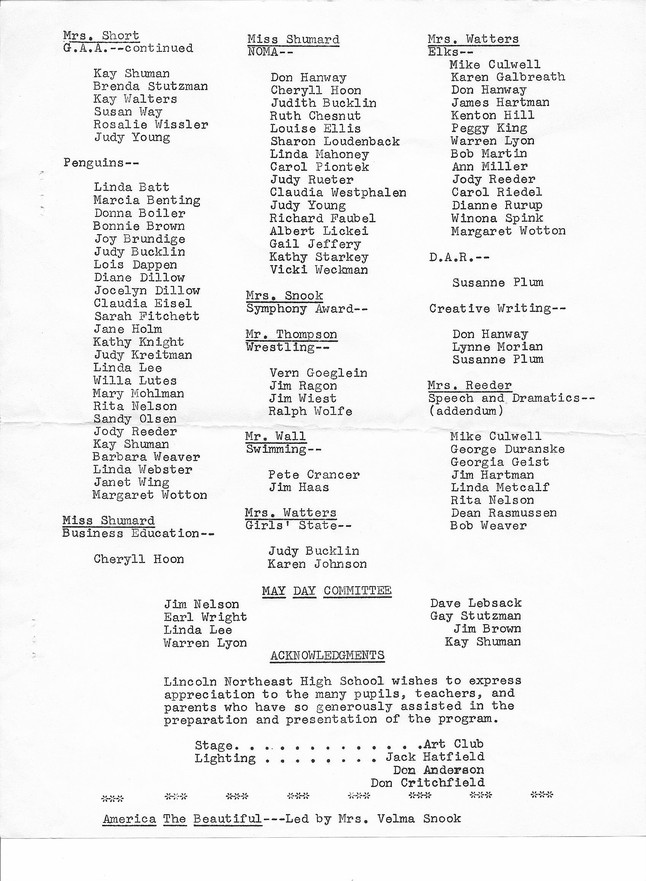 Mrs. Short
G.A.A.--continued
Kay Shuman
Brenda Stutzman
Kay Walters
Susan Way
Rosalie Wissler
Judy Young
Penguins--
Linda Batt
Marcia Benting
Donna Boiler
Bonnie Brown
Joy Brundige
Judy Bucklin
Lois Dappen
Diane Dillow
Jocelyn Dillow
Claudia Eisel
Sarah Fitchett
Jane Holm
Kathy Knight
Judy Kreitman
Linda Lee
Willa Lutes
Mary Mohlman
Rita Nelson
Sandy Olsen
Jody Reeder
Kay Shuman
Barbara Weaver
Linda Webster
Janet Wing
Margaret Wotton
Miss Shumard
Business Education--
Cheryll Hoon
Miss Shumard
NOMA--
Don Hanway
Cheryll Hoon
Judith Bucklin
Ruth Chesnut
Louise Ellis
Sharon Loudenback
Linda Mahoney
Carol Piontek
Judy Rueter
Claudia Westphalen
Judy Young
Richard Faubel
Albert Lickei
Gail Jeffery
Kathy Starkey
Vicki Weckman
Mrs. Snook
Symphony Award--
Mr. Thompson
Wrestling--
Vern Goeglein
Jim Ragon
Jim Wiest
Ralph Wolfe
Mr. Wall
Swimming--
Pete Crancer
Jim Haas
Mrs. Watters
Girls' State--
Judy Bucklin
Karen Johnson
Mrs. Watters
Elks--
Mike Culwell
Karen Galbreath
Don Hanway
James Hartman
Kenton Hill
Peggy King
Warren Lyon
Bob Martin
Ann Miller
Jody Reeder
Carol Riedel
Dianne Rurup
Winona Spink
Margaret Wotton
D.A.R.--
Susanne Plum
Creative Writing--
Don Hanway
Lynne Morian
Susanne Plum
Mrs. Reeder
Speech and Dramatics--
(addendum)
Mike Culwell
George Duranske
Georgia Geist
Jim Hartman
Linda Metcalf
Rita Nelson
Dean Rasmussen
Bob Weaver
MAY DAY COMMITTEE
Jim Nelson
Earl Wright
Linda Lee
Warren Lyon
Dave Lebsack
Gay Stutzman
Jim Brown
Kay Shuman
ACKNOWLEDGMENTS
Lincoln Northeast High School wishes to express
appreciation to the many pupils, teachers, and
parents who have so generously assisted in the
preparation and presentation of the program.
Stage. . . . . . . . . . . . .Art Club
Lighting . . . . . . . . Jack Hatfield
Don Anderson
Don Critchfield
*** *** *** *** *** *** *** ***
America The Beautiful---Led by Mrs. Velma Snook